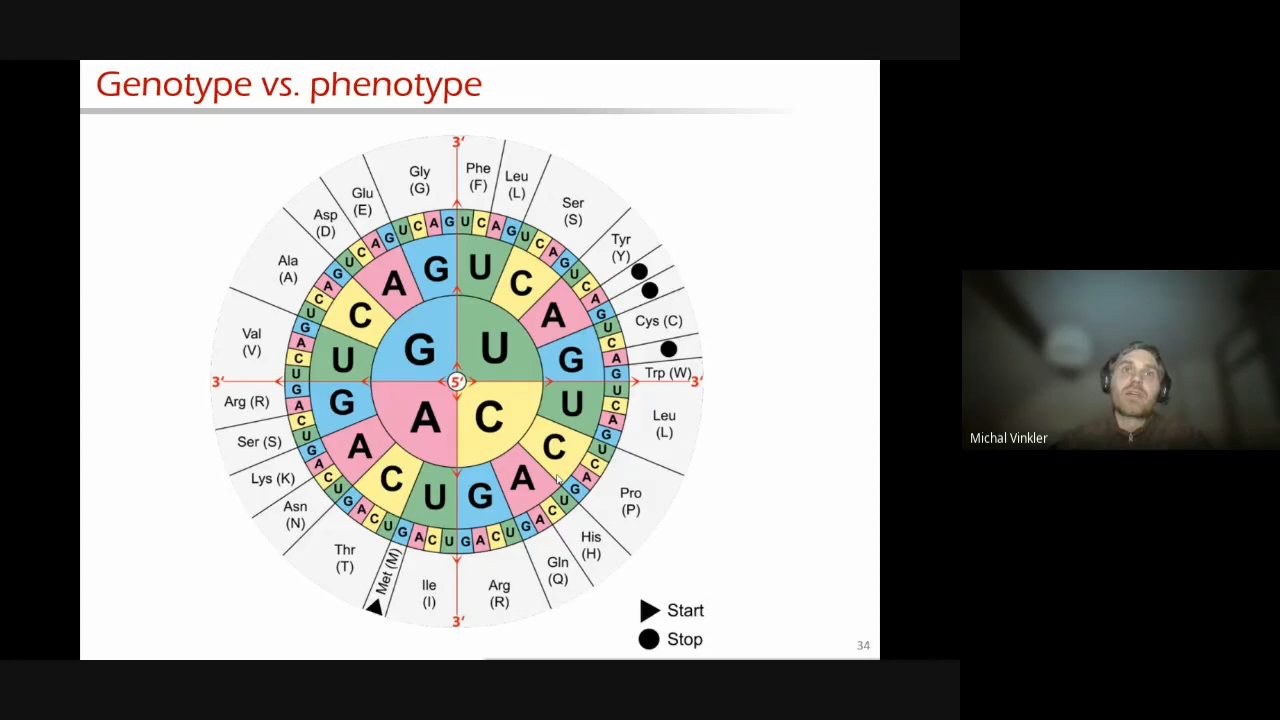 Genotype vs. phenotype
3'
Gly
(G)
Phe
(F)
Leu
(L)
Ser
(S)
Tyr
(Y)
Cys (C)
Trp (W)
3'
Leu
(L)
Pro
(P)
His
(H)
Gln
(Q)
Arg
(R)
3'
Ile
(I)
Met (M)
Thr
(T)
Asn
(N)
Lys (K)
Ser (S)
Arg (R)
3'
Val
(V)
Ala
(A)
Asp
(D)
Glu
(E)
U C A G U C A G U C A G U C A G
U C A G U C A G U C A G U C A G
G A C U G A C U G A C U G A C U
U C A G U C A G U C A G U C A G
U C A G
U C A G
G A C U
U C A G
G U
5'
A C
Start
Stop
34
Michal Vinkler